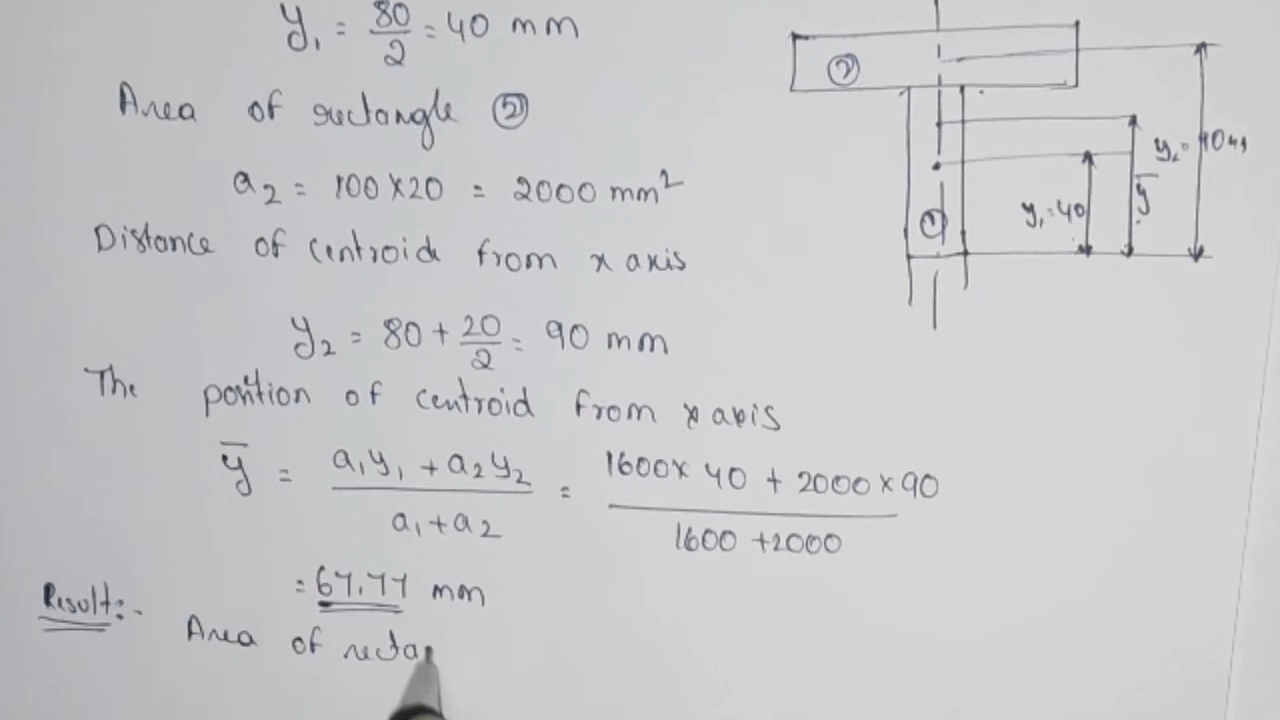 y₁ = 80/2 = 40 mm
Area of rectangle ②
a₂ = 100 × 20 = 2000 mm²
Distance of centroid from x axis
y₂ = 80 + 20/2 = 90 mm
The position of centroid from x axis
ȳ = (a₁y₁ + a₂y₂)/(a₁ + a₂) = (1600 × 40 + 2000 × 90)/(1600 + 2000)
= 67.77 mm
Result:-
Area of recta
②
①
y₁=40
ȳ
y₂=